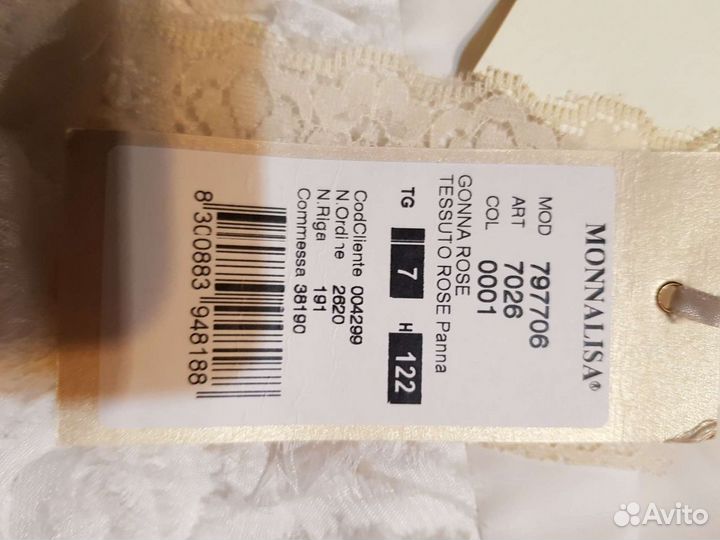 MONNALISA®
MOD 797706
ART 7026
COL 0001
GONNA ROSE
TESSUTO ROSE Panna
TG 7 H 122
CodCliente 004299
N.Ordine 2620
N.Riga 191
Commessa 38190
8 300883 948188
Avito